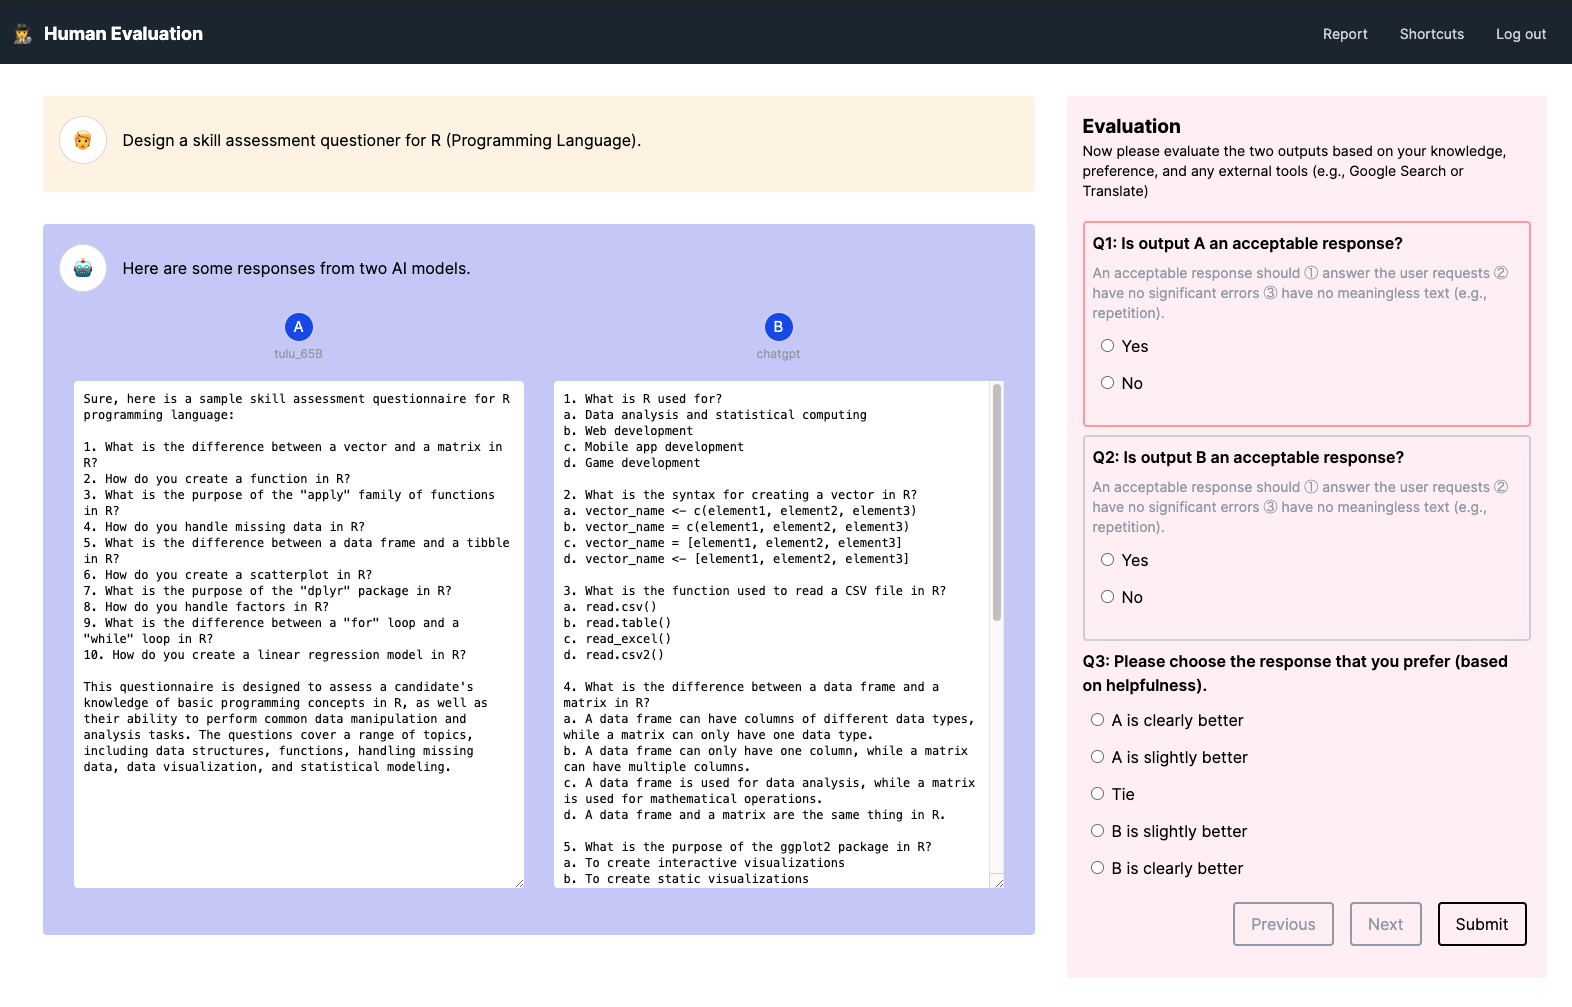 Human Evaluation
Report
Shortcuts
Log out
Design a skill assessment questioner for R (Programming Language).
Here are some responses from two AI models.
A
tulu_65B
Sure, here is a sample skill assessment questionnaire for R
programming language:
1. What is the difference between a vector and a matrix in
R?
2. How do you create a function in R?
3. What is the purpose of the "apply" family of functions
in R?
4. How do you handle missing data in R?
5. What is the difference between a data frame and a tibble
in R?
6. How do you create a scatterplot in R?
7. What is the purpose of the "dplyr" package in R?
8. How do you handle factors in R?
9. What is the difference between a "for" loop and a
"while" loop in R?
10. How do you create a linear regression model in R?
This questionnaire is designed to assess a candidate's
knowledge of basic programming concepts in R, as well as
their ability to perform common data manipulation and
analysis tasks. The questions cover a range of topics,
including data structures, functions, handling missing
data, data visualization, and statistical modeling.
B
chatgpt
1. What is R used for?
a. Data analysis and statistical computing
b. Web development
c. Mobile app development
d. Game development
2. What is the syntax for creating a vector in R?
a. vector_name <- c(element1, element2, element3)
b. vector_name = c(element1, element2, element3)
c. vector_name = [element1, element2, element3]
d. vector_name <- [element1, element2, element3]
3. What is the function used to read a CSV file in R?
a. read.csv()
b. read.table()
c. read_excel()
d. read.csv2()
4. What is the difference between a data frame and a
matrix in R?
a. A data frame can have columns of different data types,
while a matrix can only have one data type.
b. A data frame can only have one column, while a matrix
can have multiple columns.
c. A data frame is used for data analysis, while a matrix
is used for mathematical operations.
d. A data frame and a matrix are the same thing in R.
5. What is the purpose of the ggplot2 package in R?
a. To create interactive visualizations
b. To create static visualizations
Evaluation
Now please evaluate the two outputs based on your knowledge,
preference, and any external tools (e.g., Google Search or
Translate)
Q1: Is output A an acceptable response?
An acceptable response should ① answer the user requests ②
have no significant errors ③ have no meaningless text (e.g.,
repetition).
Yes
No
Q2: Is output B an acceptable response?
An acceptable response should ① answer the user requests ②
have no significant errors ③ have no meaningless text (e.g.,
repetition).
Yes
No
Q3: Please choose the response that you prefer (based
on helpfulness).
A is clearly better
A is slightly better
Tie
B is slightly better
B is clearly better
Previous
Next
Submit